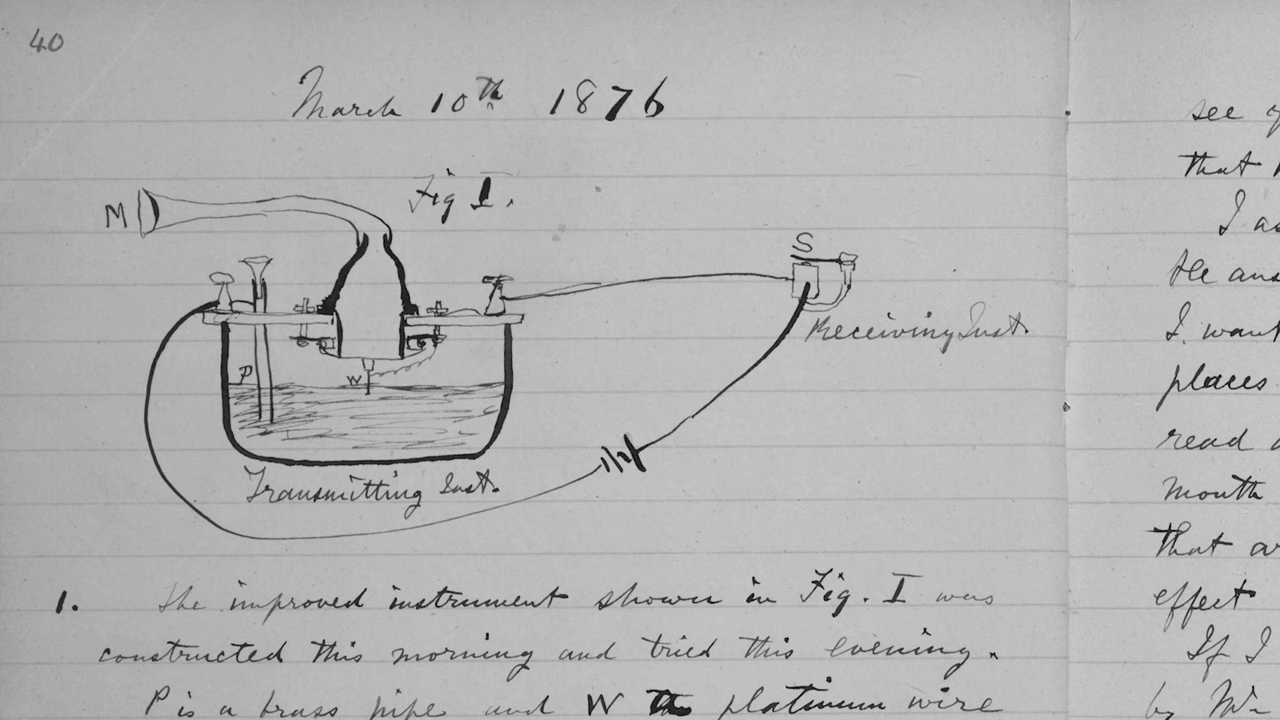 40
March 10th 1876
Fig I.
M
S
Receiving Inst.
P
W
Transmitting Inst.
1. The improved instrument shown in Fig. I was
constructed this morning and tried this evening.
P is a brass pipe and W the platinum wire
see
that
I
He
I want
places
read
mouth
that
effect
If I
by Mr